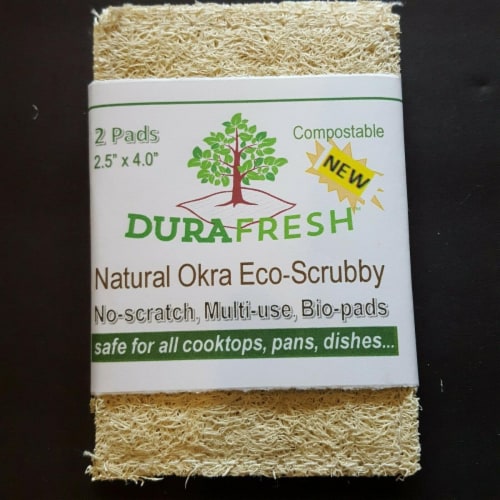 2 Pads
2.5" x 4.0"
Compostable
NEW
DURAFRESH
Natural Okra Eco-Scrubby
No-scratch, Multi-use, Bio-pads
safe for all cooktops, pans, dishes...